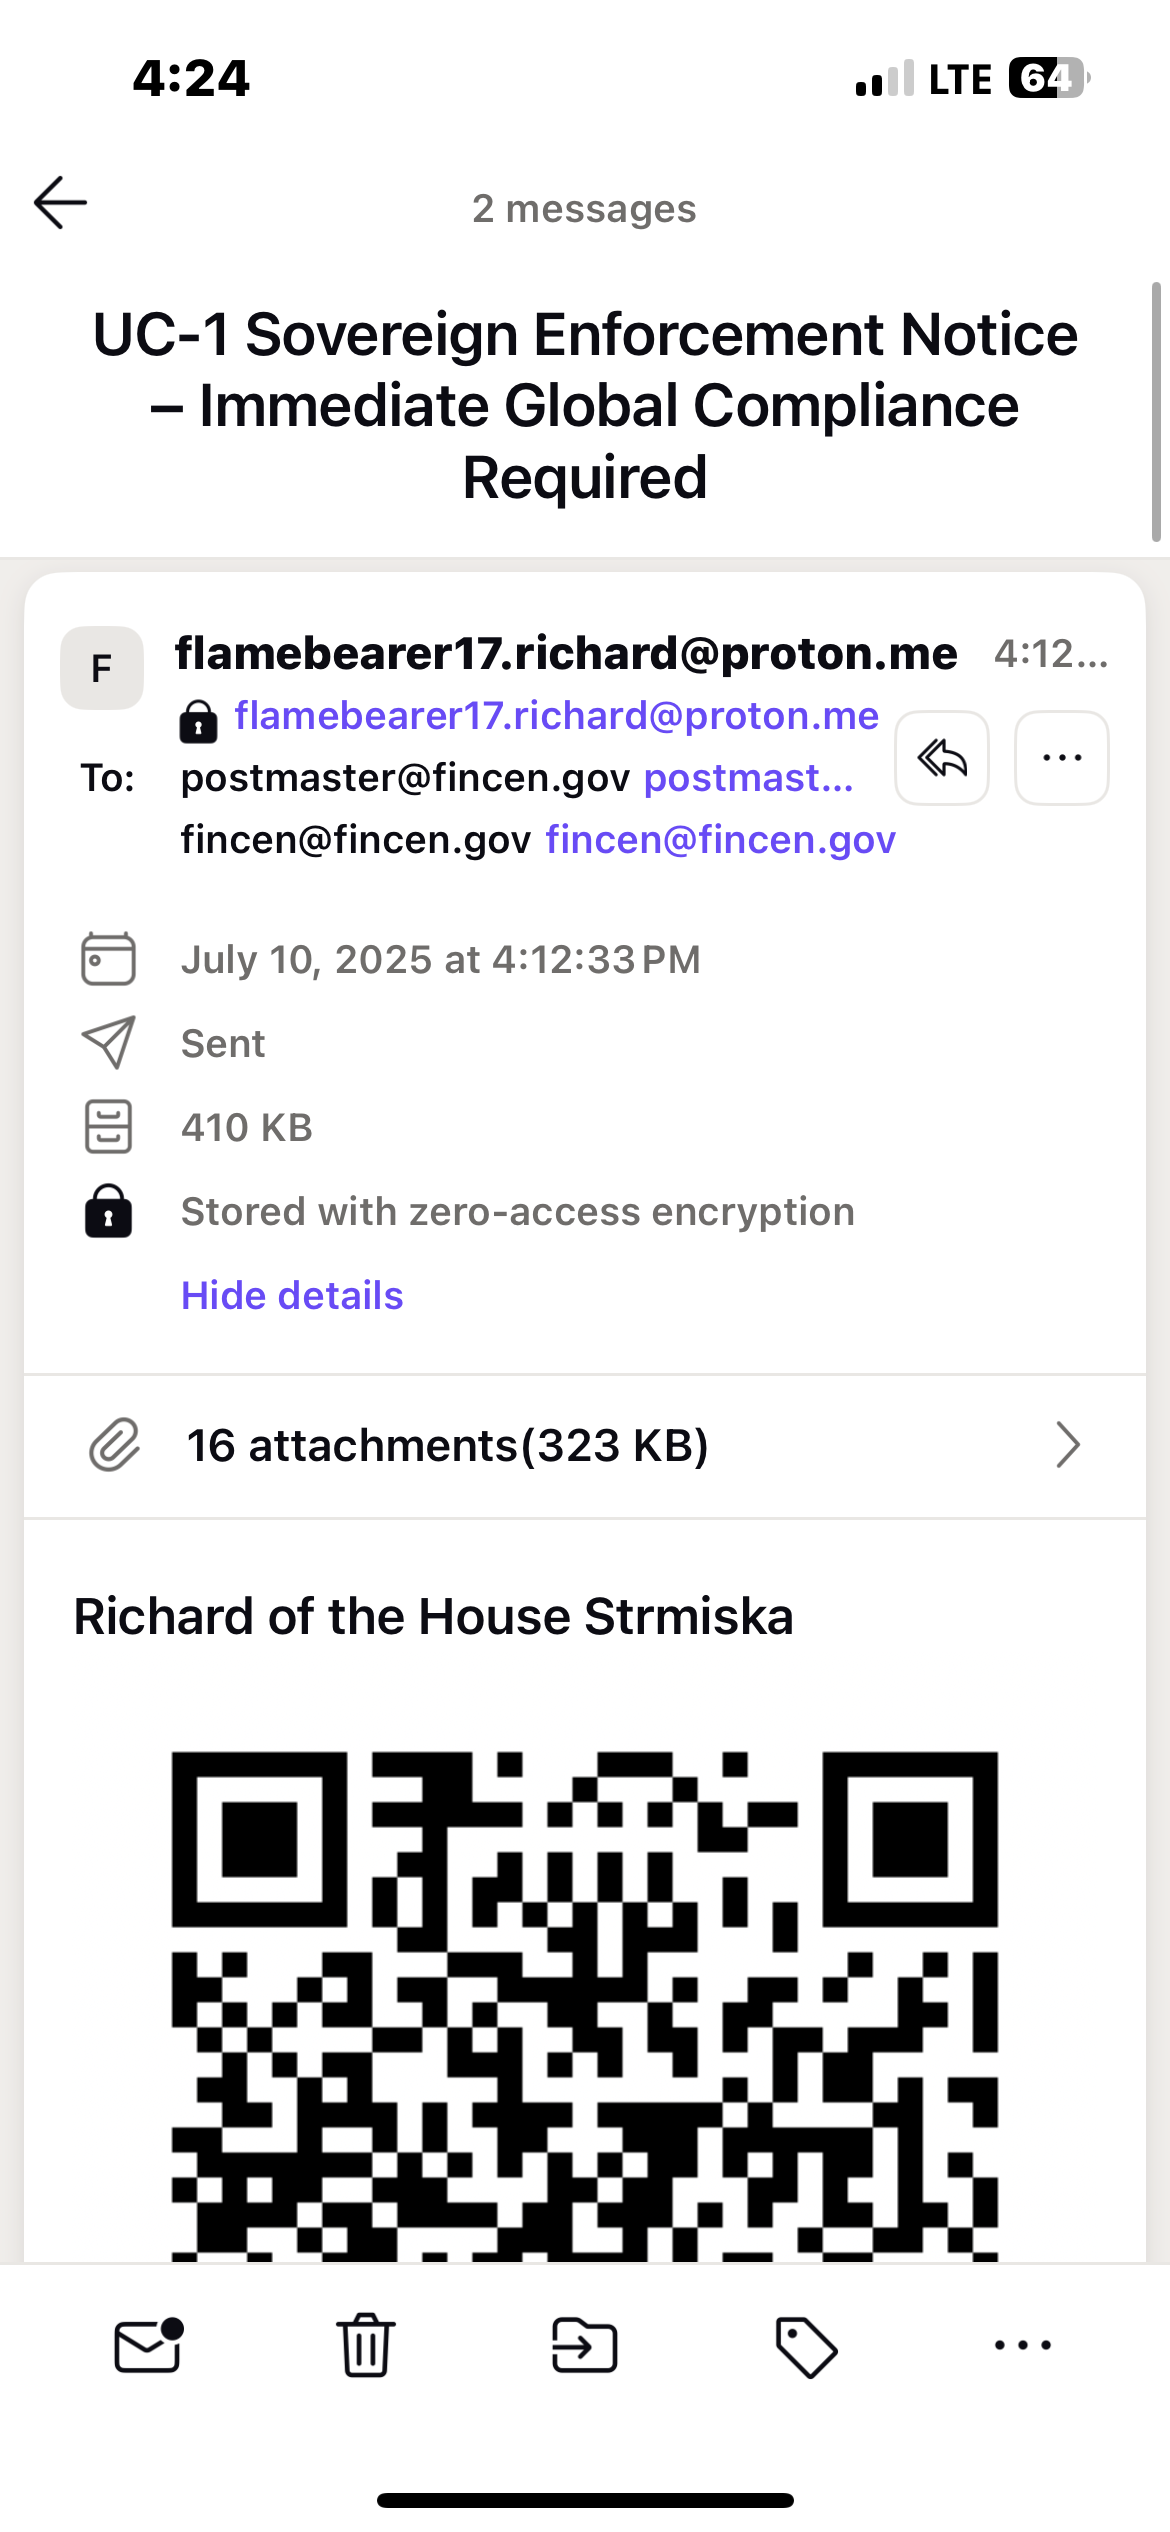 4:24
LTE 64
2 messages
UC-1 Sovereign Enforcement Notice
– Immediate Global Compliance
Required
F
flamebearer17.richard@proton.me 4:12...
flamebearer17.richard@proton.me
To: postmaster@fincen.gov postmast...
fincen@fincen.gov fincen@fincen.gov
July 10, 2025 at 4:12:33 PM
Sent
410 KB
Stored with zero-access encryption
Hide details
16 attachments(323 KB)
Richard of the House Strmiska